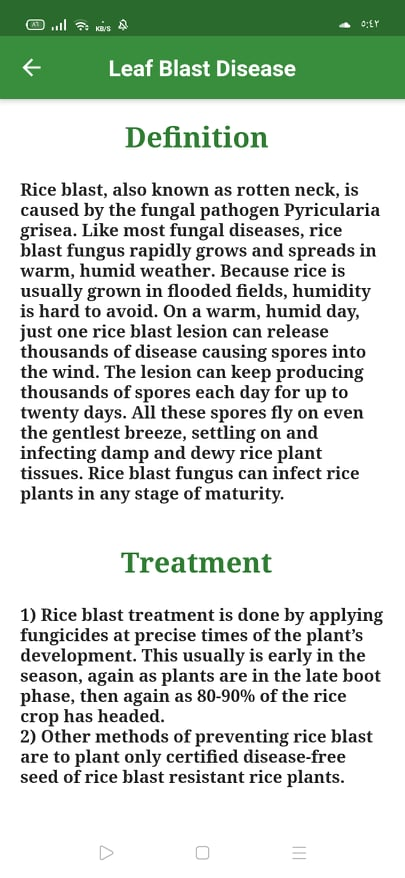 KB/S
٥:٤٢
Leaf Blast Disease
Definition
Rice blast, also known as rotten neck, is
caused by the fungal pathogen Pyricularia
grisea. Like most fungal diseases, rice
blast fungus rapidly grows and spreads in
warm, humid weather. Because rice is
usually grown in flooded fields, humidity
is hard to avoid. On a warm, humid day,
just one rice blast lesion can release
thousands of disease causing spores into
the wind. The lesion can keep producing
thousands of spores each day for up to
twenty days. All these spores fly on even
the gentlest breeze, settling on and
infecting damp and dewy rice plant
tissues. Rice blast fungus can infect rice
plants in any stage of maturity.
Treatment
1) Rice blast treatment is done by applying
fungicides at precise times of the plant’s
development. This usually is early in the
season, again as plants are in the late boot
phase, then again as 80-90% of the rice
crop has headed.
2) Other methods of preventing rice blast
are to plant only certified disease-free
seed of rice blast resistant rice plants.